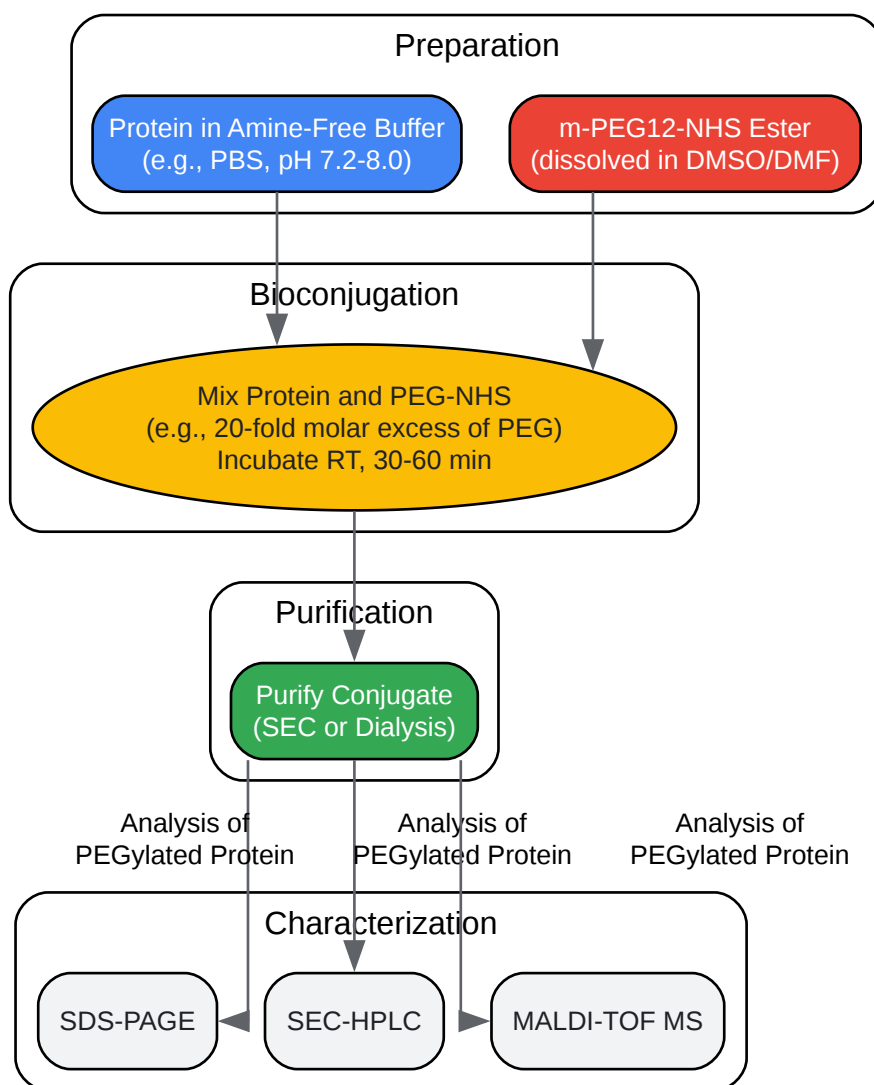 Preparation
Protein in Amine-Free Buffer
(e.g., PBS, pH 7.2-8.0)
m-PEG12-NHS Ester
(dissolved in DMSO/DMF)
Bioconjugation
Mix Protein and PEG-NHS
(e.g., 20-fold molar excess of PEG)
Incubate RT, 30-60 min
Purification
Purify Conjugate
(SEC or Dialysis)
Analysis of
PEGylated Protein
Analysis of
PEGylated Protein
Analysis of
PEGylated Protein
Characterization
SDS-PAGE
SEC-HPLC
MALDI-TOF MS